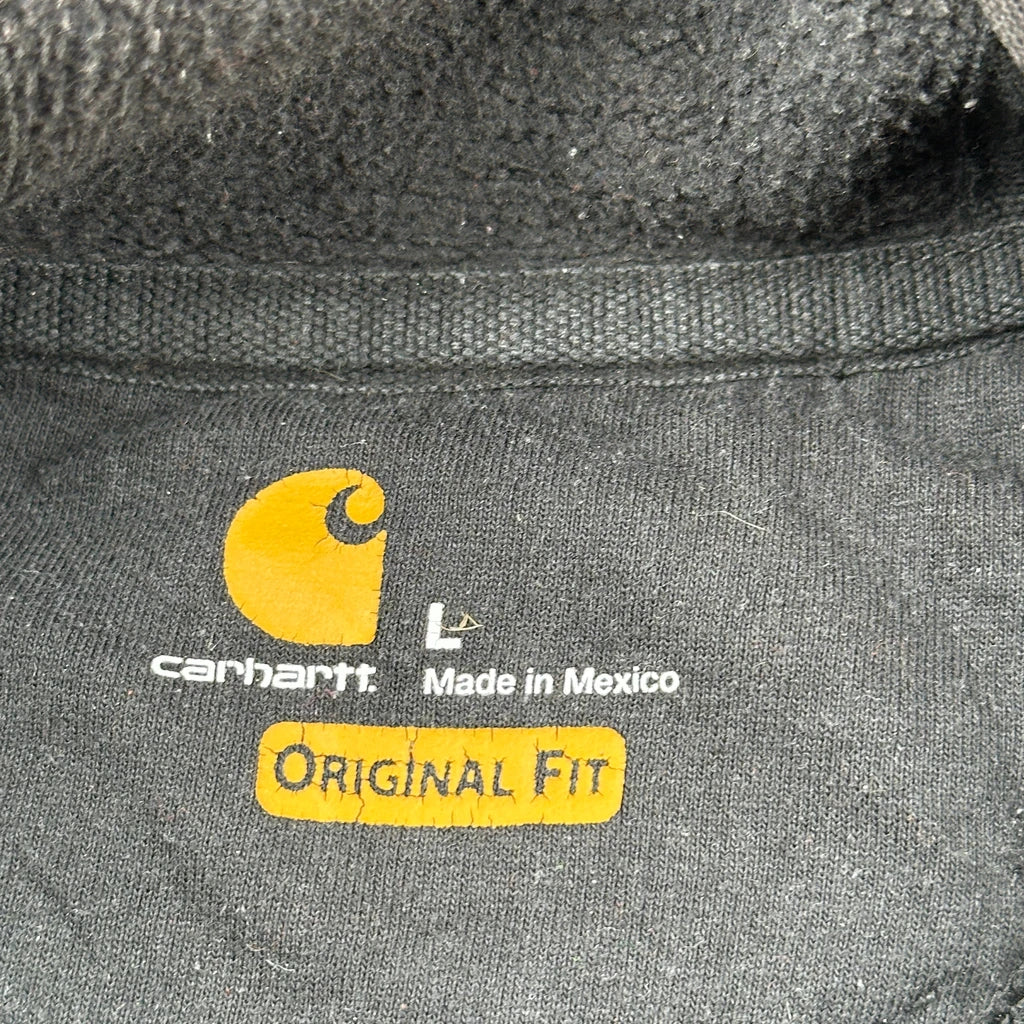 L
carhartt.
Made in Mexico
ORIGINAL FIT